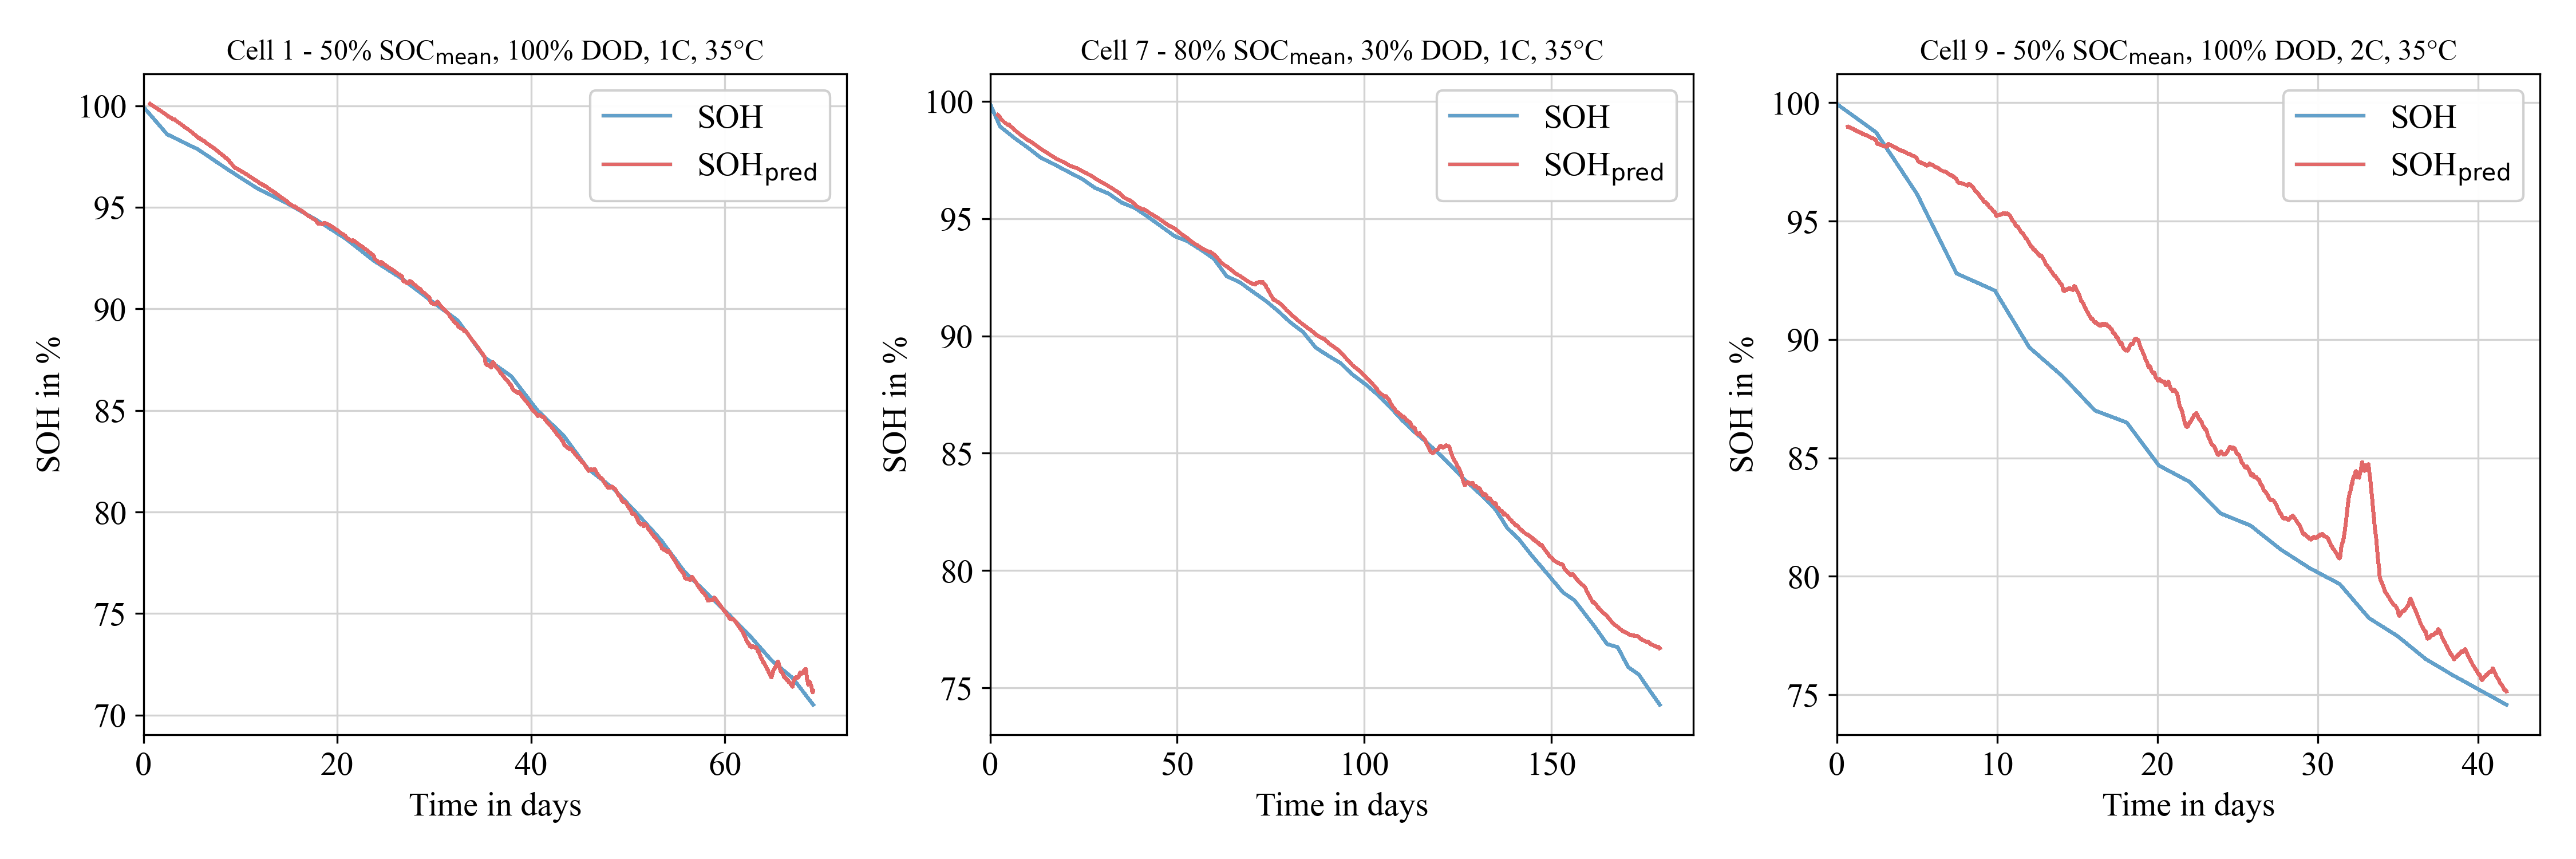 Cell 1 - 50% SOCmean, 100% DOD, 1C, 35°C
SOH
SOHpred
SOH in %
100
95
90
85
80
75
70
0
20
40
60
Time in days
Cell 7 - 80% SOCmean, 30% DOD, 1C, 35°C
SOH
SOHpred
SOH in %
100
95
90
85
80
75
0
50
100
150
Time in days
Cell 9 - 50% SOCmean, 100% DOD, 2C, 35°C
SOH
SOHpred
SOH in %
100
95
90
85
80
75
0
10
20
30
40
Time in days